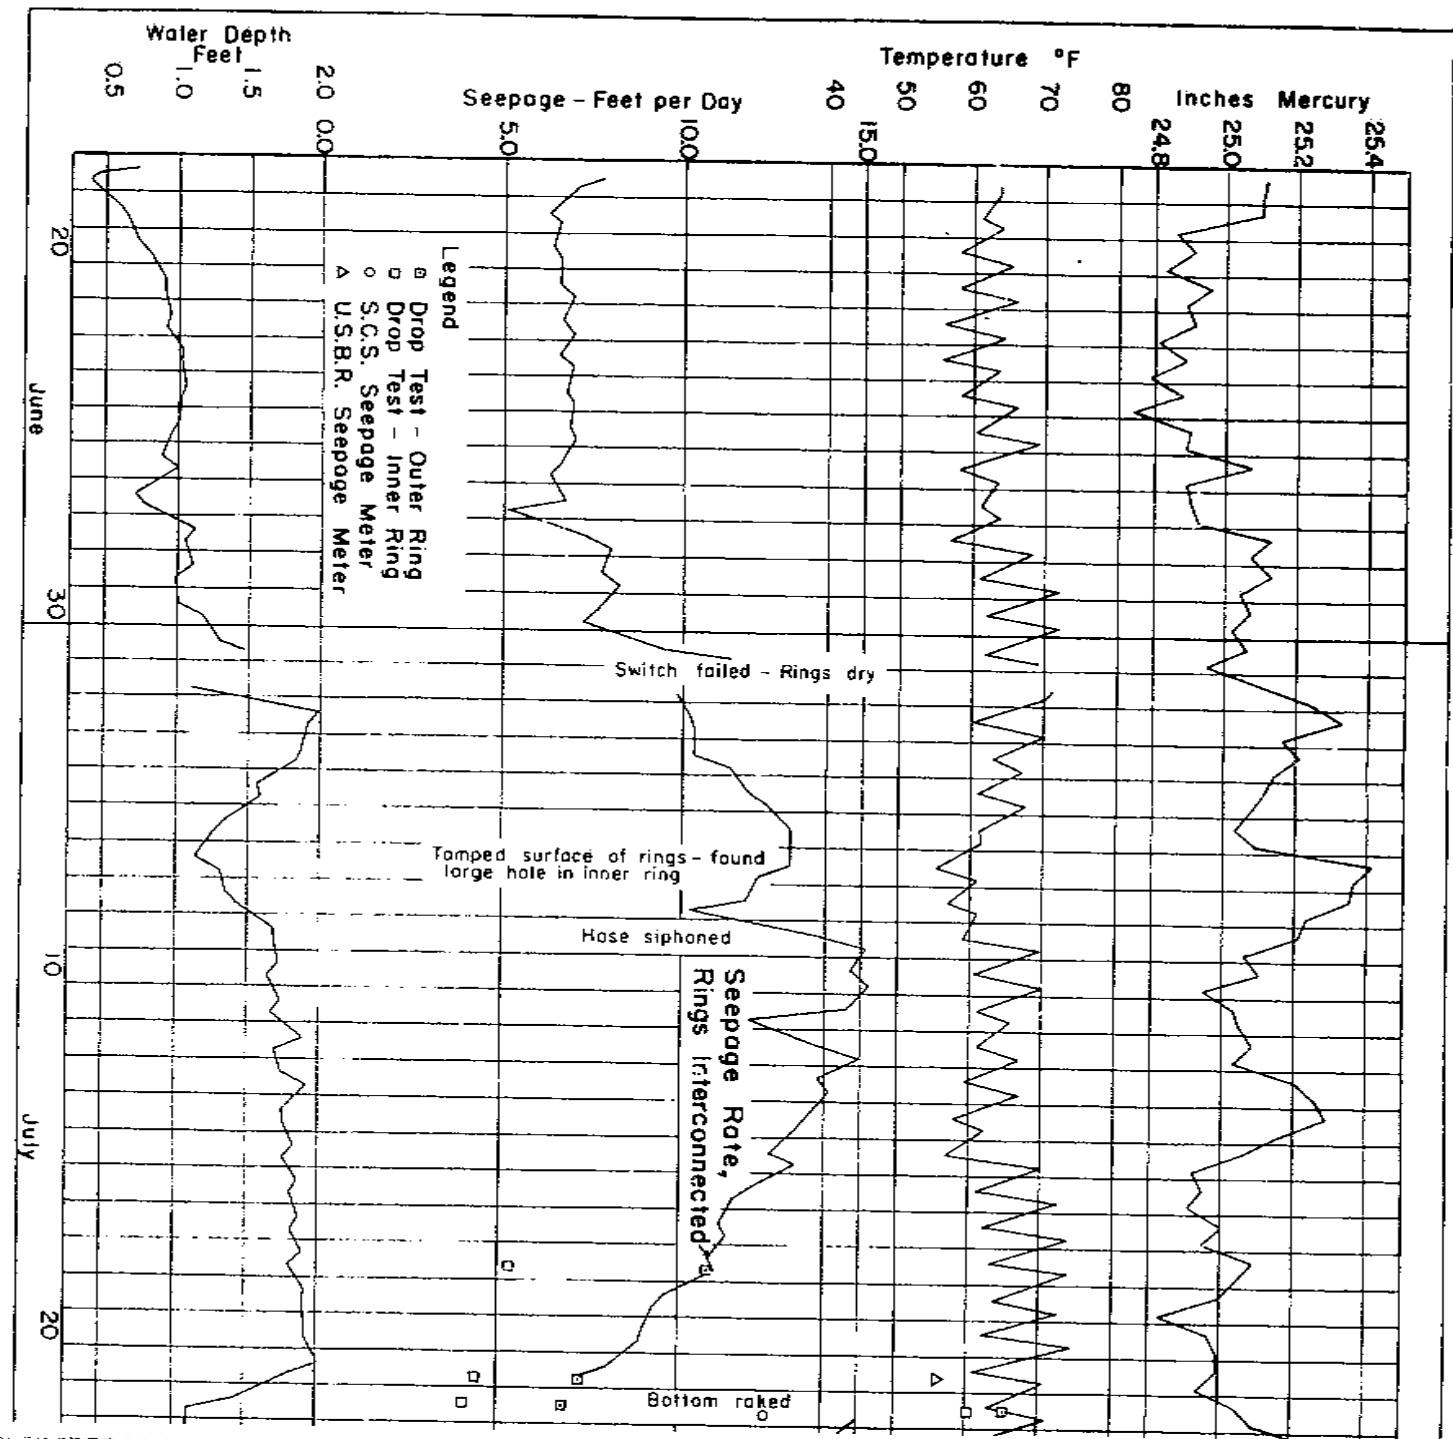 Water Depth
Feet
0.5
1.0
1.5
2.0
0.0
Seepage - Feet per Day
5.0
10.0
15.0
Temperature °F
40
50
60
70
80
Inches Mercury
24.8
25.0
25.2
25.4
Legend
Drop Test - Outer Ring
Drop Test - Inner Ring
S.C.S. Seepage Meter
U.S.B.R. Seepage Meter
20
June
30
Switch failed - Rings dry
Tamped surface of rings - found
large hole in inner ring
Hose siphoned
10
Seepage Rate,
Rings Interconnected
July
20
Bottom raked